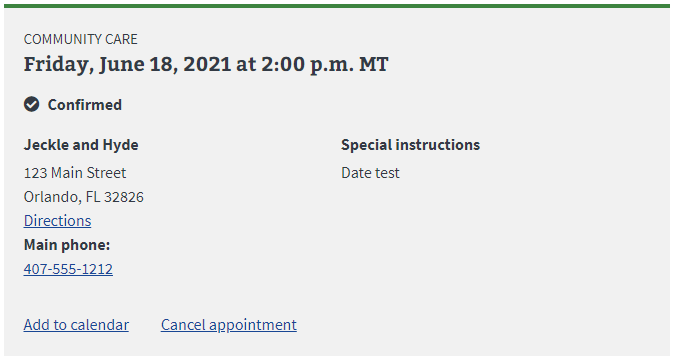 COMMUNITY CARE
Friday, June 18, 2021 at 2:00 p.m. MT
Confirmed
Jeckle and Hyde
123 Main Street
Orlando, FL 32826
Directions
Main phone:
407-555-1212
Special instructions
Date test
Add to calendar
Cancel appointment